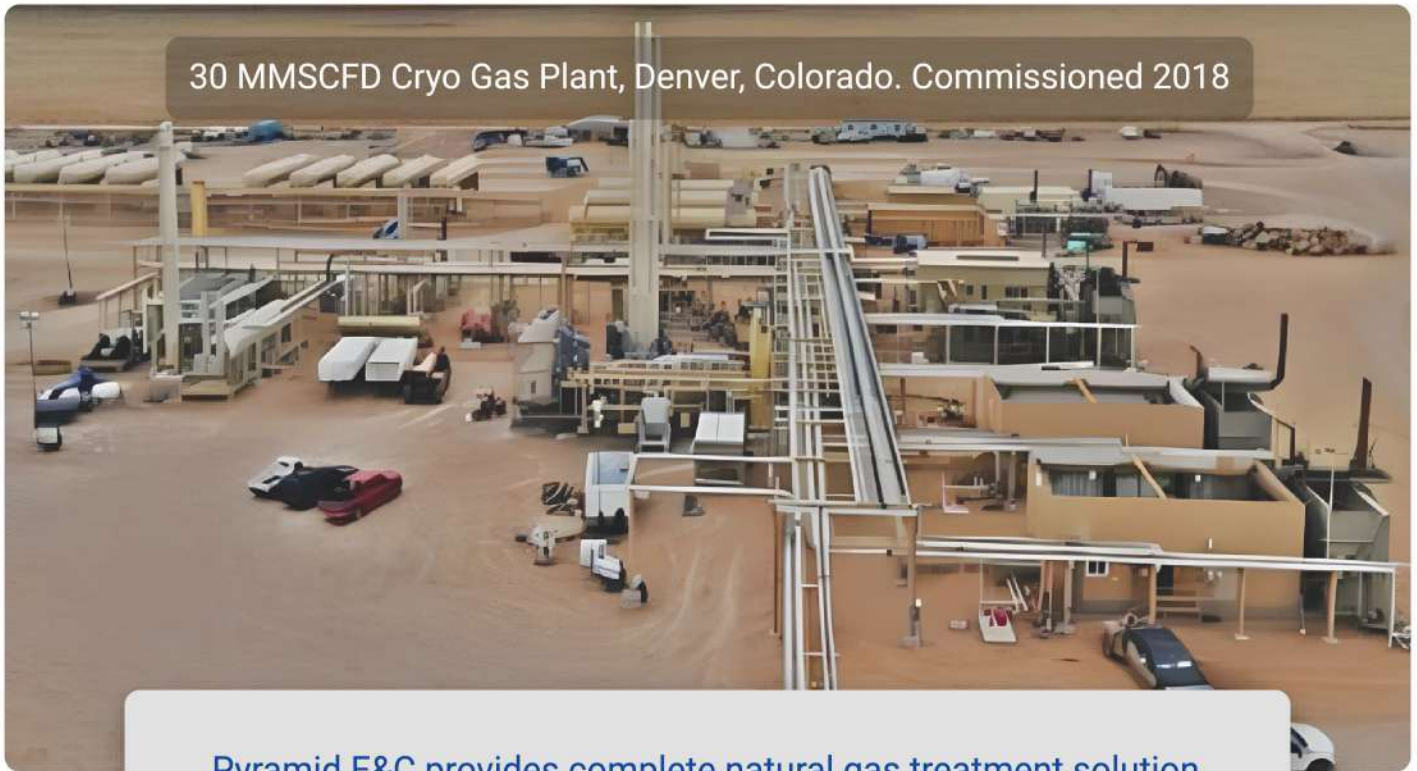 30 MMSCFD Cryo Gas Plant, Denver, Colorado. Commissioned 2018
Pyramid E&C provides complete natural gas treatment solution